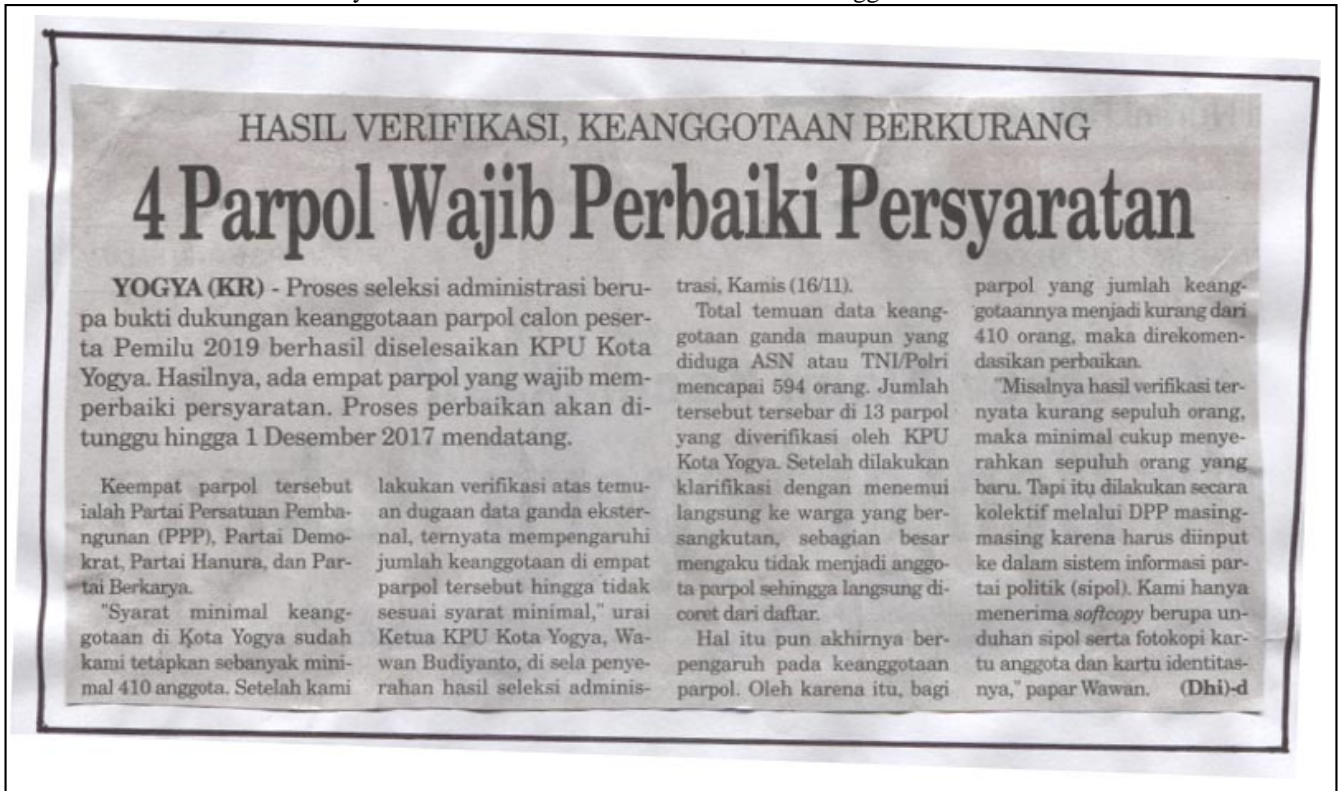 HASIL VERIFIKASI, KEANGGOTAAN BERKURANG
4 Parpol Wajib Perbaiki Persyaratan
YOGYA (KR) - Proses seleksi administrasi beru-
pa bukti dukungan keanggotaan parpol calon peser-
ta Pemilu 2019 berhasil diselesaikan KPU Kota
Yogya. Hasilnya, ada empat parpol yang wajib mem-
perbaiki persyaratan. Proses perbaikan akan di-
tunggu hingga 1 Desember 2017 mendatang.
Keempat parpol tersebut
ialah Partai Persatuan Pemba-
ngunan (PPP), Partai Demo-
krat, Partai Hanura, dan Par-
tai Berkarya.
"Syarat minimal keang-
gotaan di Kota Yogya sudah
kami tetapkan sebanyak mini-
mal 410 anggota. Setelah kami
lakukan verifikasi atas temu-
an dugaan data ganda ekster-
nal, ternyata mempengaruhi
jumlah keanggotaan di empat
parpol tersebut hingga tidak
sesuai syarat minimal," urai
Ketua KPU Kota Yogya, Wa-
wan Budiyanto, di sela penye-
rahan hasil seleksi adminis-
trasi, Kamis (16/11).
Total temuan data keang-
gotaan ganda maupun yang
diduga ASN atau TNI/Polri
mencapai 594 orang. Jumlah
tersebut tersebar di 13 parpol
yang diverifikasi oleh KPU
Kota Yogya. Setelah dilakukan
klarifikasi dengan menemui
langsung ke warga yang ber-
sangkutan, sebagian besar
mengaku tidak menjadi anggo-
ta parpol sehingga langsung di-
coret dari daftar.
Hal itu pun akhirnya ber-
pengaruh pada keanggotaan
parpol. Oleh karena itu, bagi
parpol yang jumlah keang-
gotaannya menjadi kurang dari
410 orang, maka direkomen-
dasikan perbaikan.
"Misalnya hasil verifikasi ter-
nyata kurang sepuluh orang,
maka minimal cukup menye-
rahkan sepuluh orang yang
baru. Tapi itu dilakukan secara
kolektif melalui DPP masing-
masing karena harus diinput
ke dalam sistem informasi par-
tai politik (sipol). Kami hanya
menerima softcopy berupa un-
duhan sipol serta fotokopi kar-
tu anggota dan kartu identitas-
nya," papar Wawan. (Dhi)-d